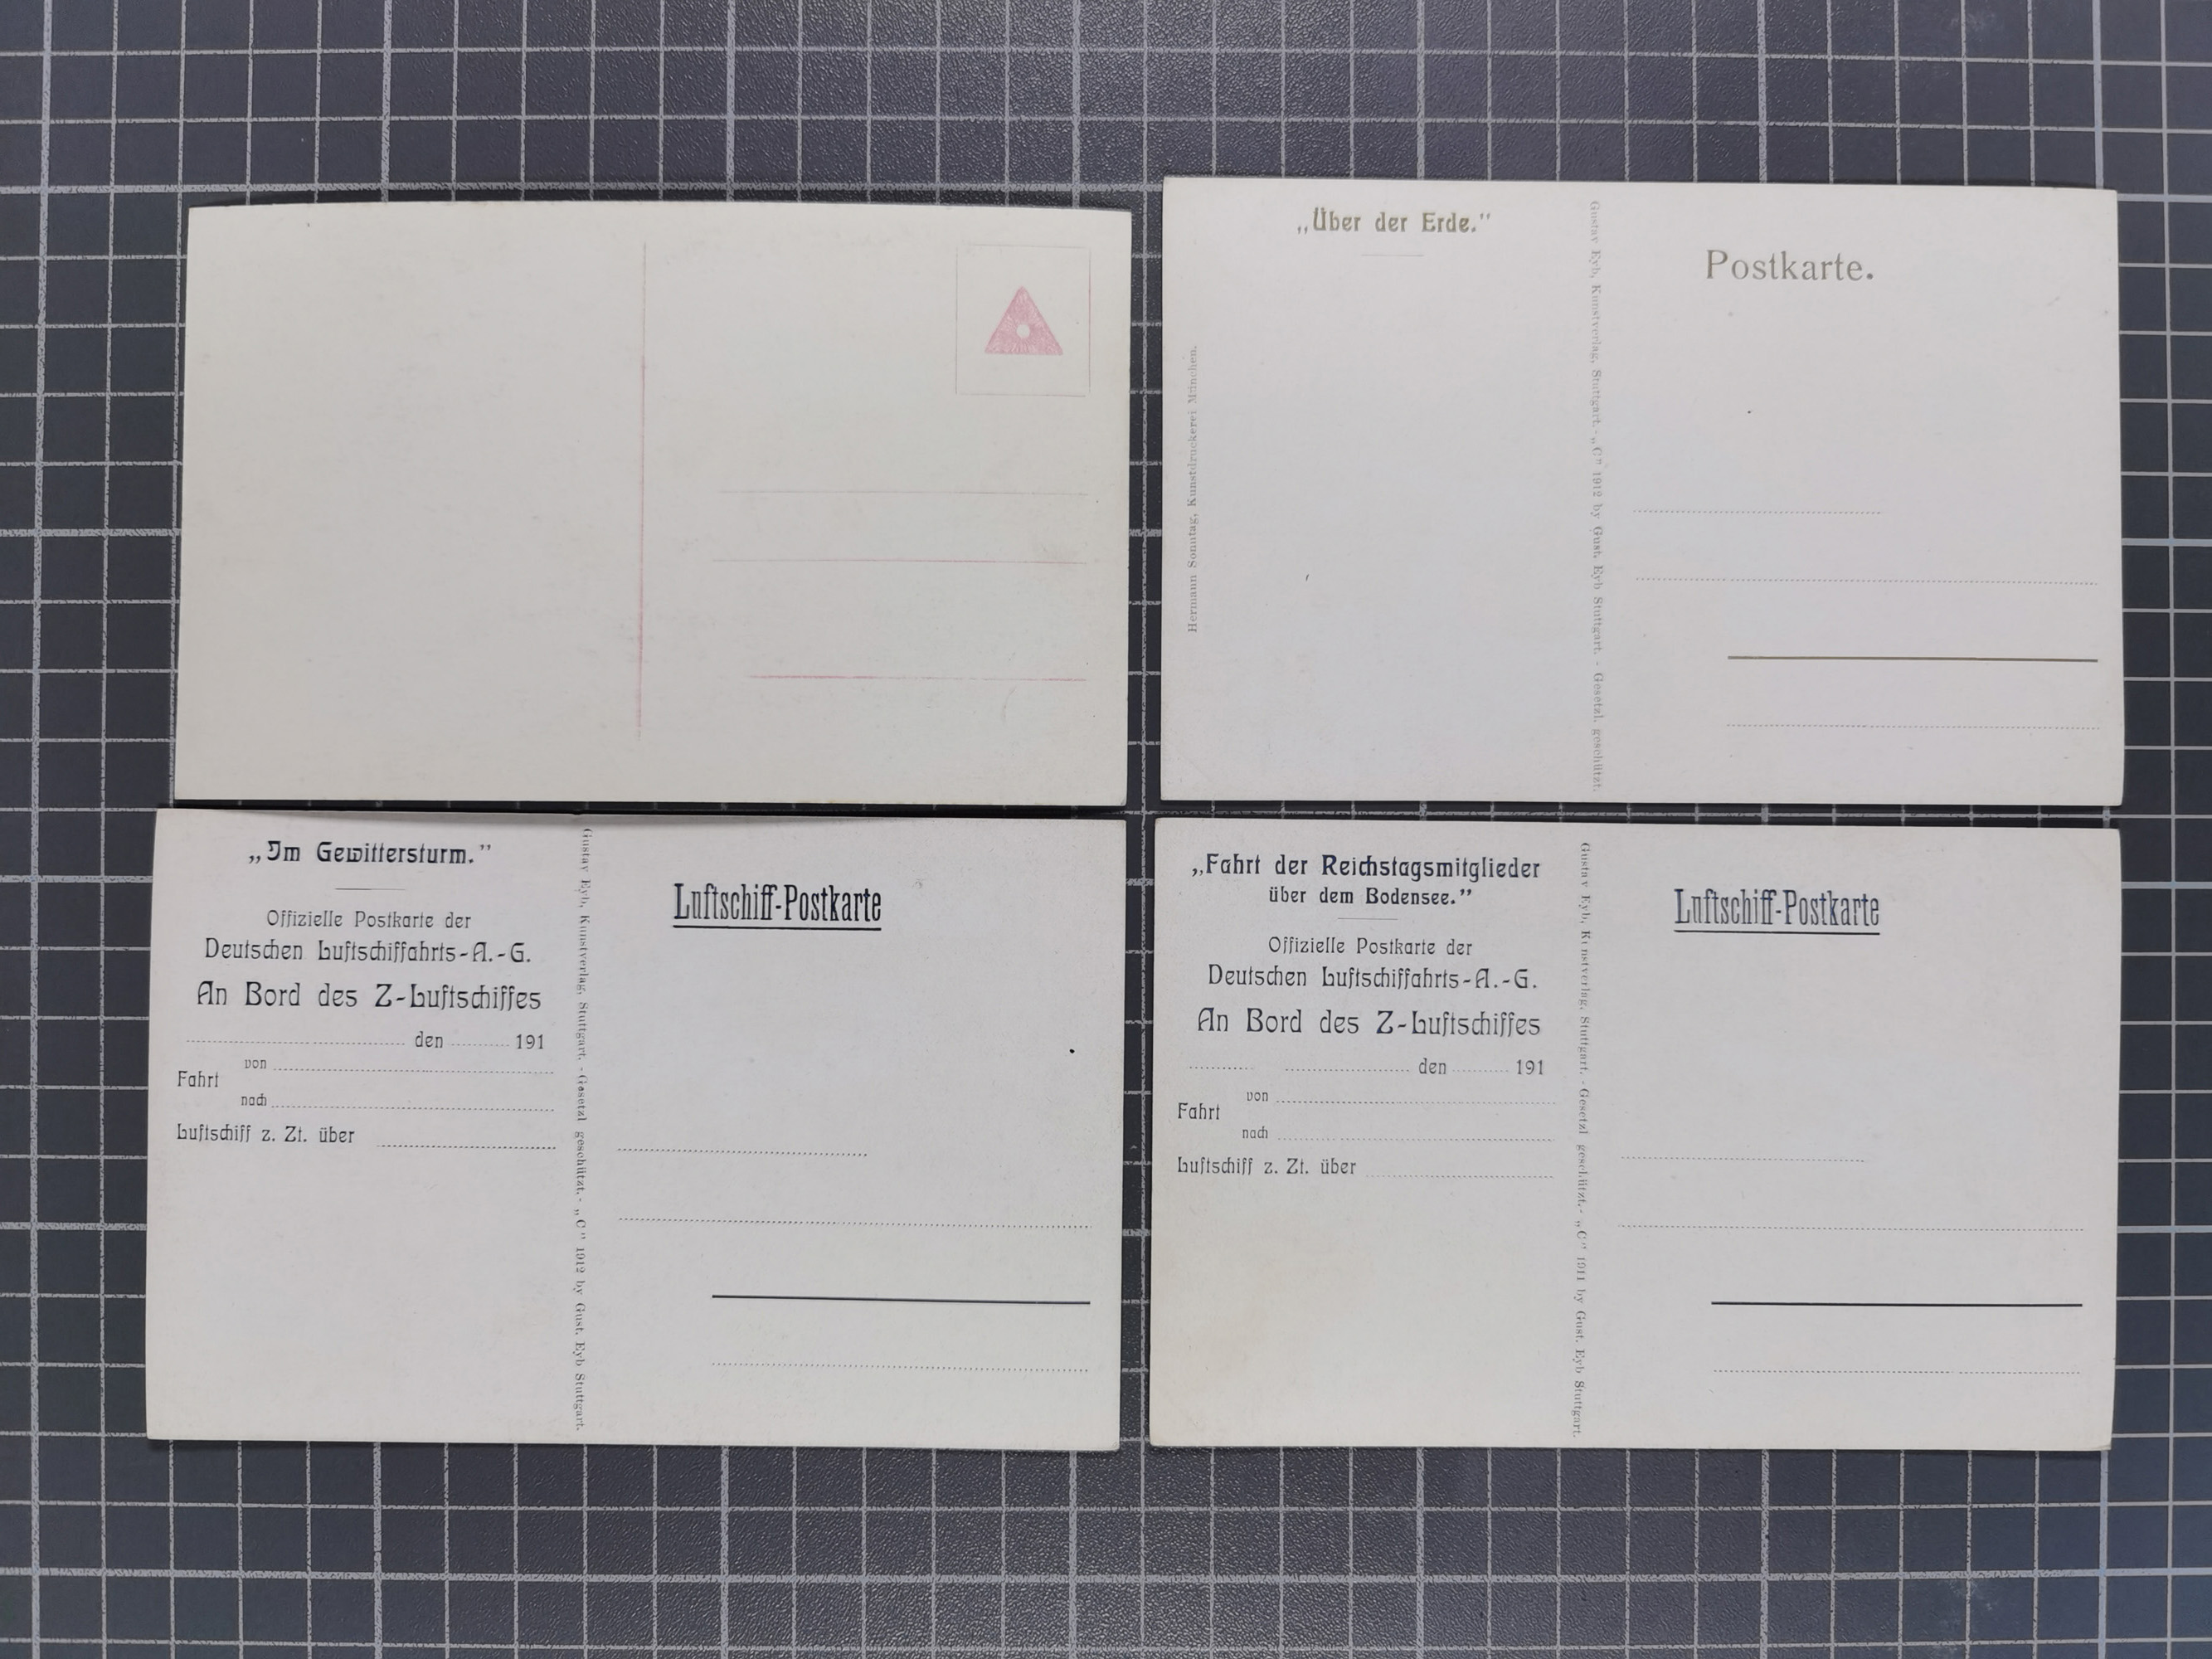 „Über der Erde.”
Hermann Sonntag, Kunstdruckerei München.
Gustav Eyb, Kunstverlag, Stuttgart. - „C” 1912 by Gust. Eyb Stuttgart. - Gesetzl. geschützt.
Postkarte.
„Im Gewittersturm.”
Offizielle Postkarte der
Deutschen Luftschiffahrts-A.-G.
An Bord des Z-Luftschiffes
den 191
Fahrt von
nach
Luftschiff z. Zt. über
Gustav Eyb, Kunstverlag, Stuttgart. - Gesetzl geschützt. - „C” 1912 by Gust. Eyb Stuttgart.
Luftschiff-Postkarte
„Fahrt der Reichstagsmitglieder
über dem Bodensee.”
Offizielle Postkarte der
Deutschen Luftschiffahrts-A.-G.
An Bord des Z-Luftschiffes
den 191
Fahrt von
nach
Luftschiff z. Zt. über
Gustav Eyb, Kunstverlag, Stuttgart. - Gesetzl geschützt. - „C” 1911 by Gust. Eyb Stuttgart.
Luftschiff-Postkarte